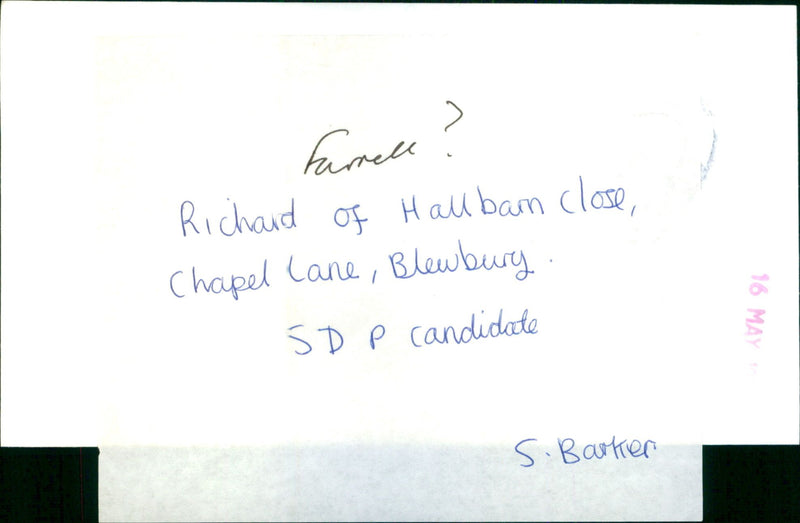 Farrell?
Richard of Hallbarn Close,
Chapel Lane, Blewbury.
SDP candidate
16 MAY
S. Barker